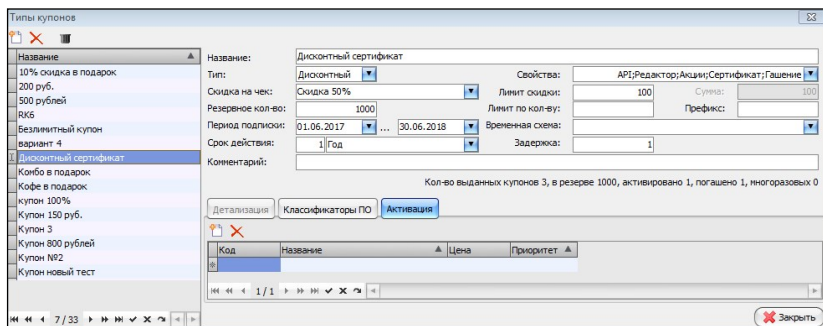 Типы купонов
Название
10% скидка в подарок
200 руб.
500 рублей
RK6
Безлимитный купон
вариант 4
Дисконтный сертификат
Комбо в подарок
Кофе в подарок
купон 100%
Купон 150 руб.
Купон 3
Купон 800 рублей
Купон №2
Купон новый тест
7 / 33
Название: Дисконтный сертификат
Тип: Дисконтный Свойства: API;Редактор;Акции;Сертификат;Гашение
Скидка на чек: Скидка 50% Лимит скидки: 100 Сумма: 100
Резервное кол-во: 1000 Лимит по кол-ву: Префикс:
Период подписки: 01.06.2017 ... 30.06.2018 Временная схема:
Срок действия: 1 Год Задержка: 1
Комментарий:
Кол-во выданных купонов 3, в резерве 1000, активировано 1, погашено 1, многоразовых 0
Детализация Классификаторы ПО Активация
Код Название Цена Приоритет
1 / 1
Закрыть